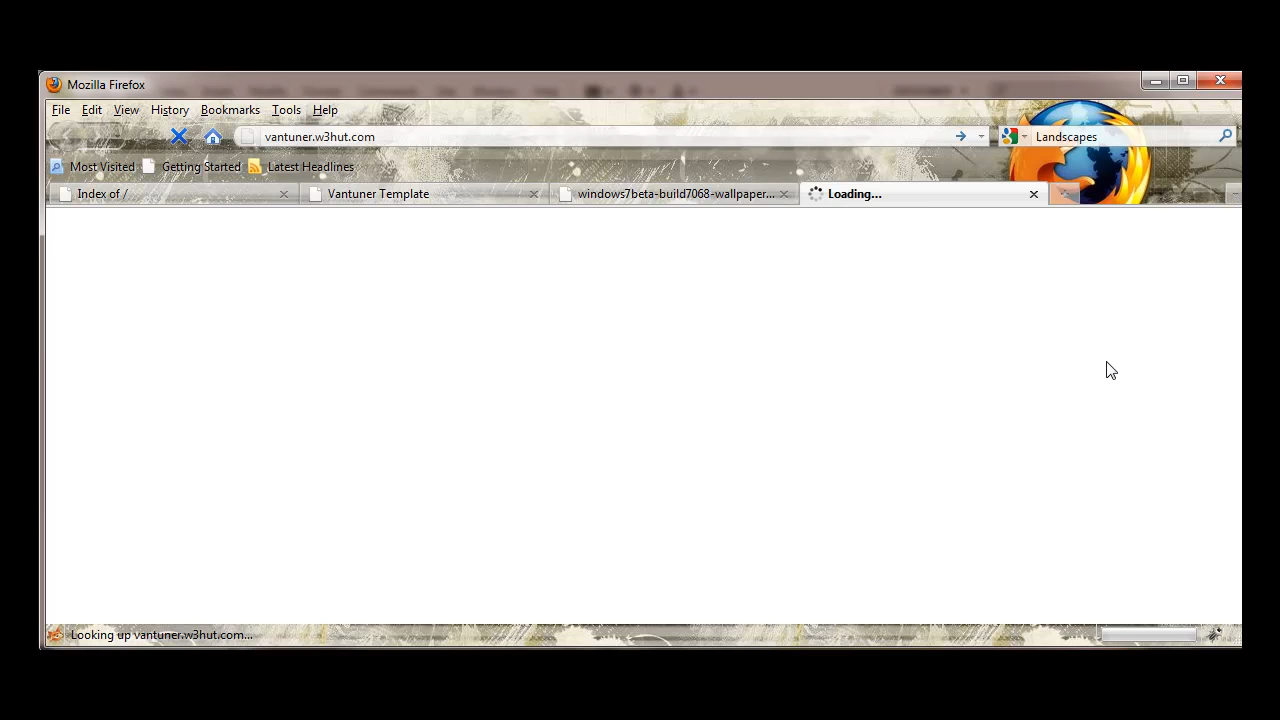 Mozilla Firefox
File Edit View History Bookmarks Tools Help
vantuner.w3hut.com Landscapes
Most Visited Getting Started Latest Headlines
Index of / Vantuner Template windows7beta-build7068-wallpaper... Loading...
Looking up vantuner.w3hut.com...